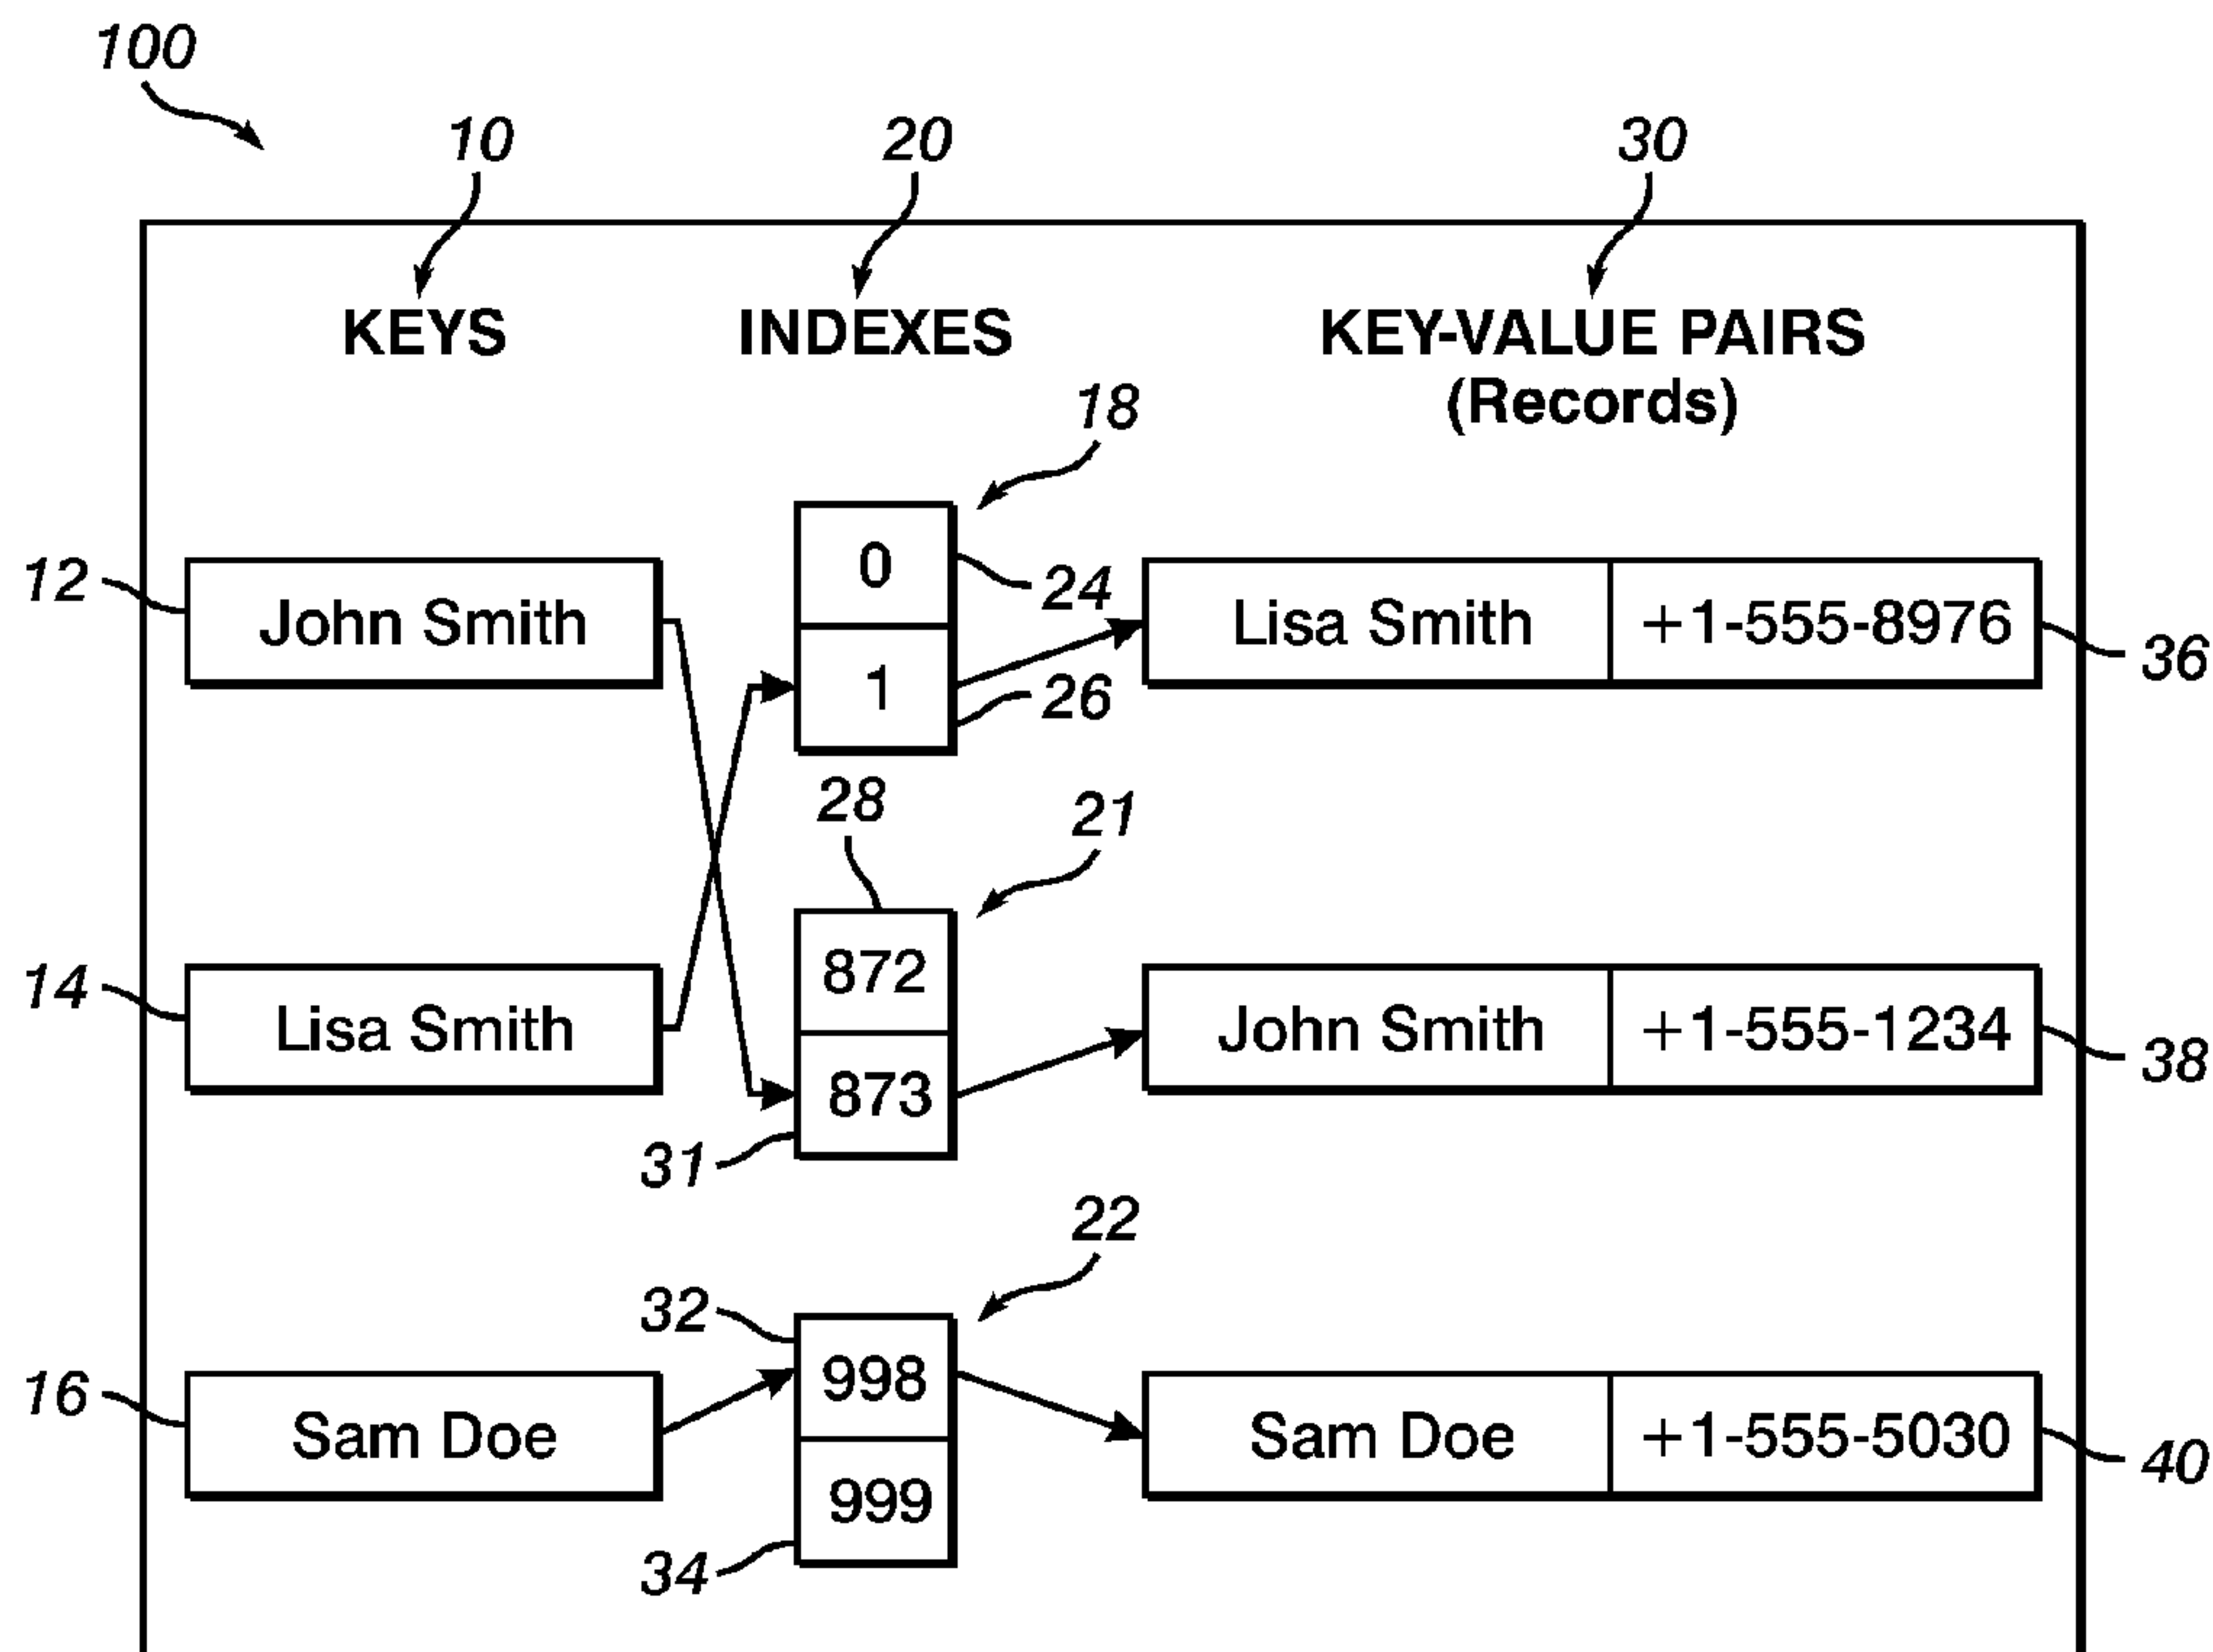 100
10 20 30
KEYS INDEXES KEY-VALUE PAIRS
(Records)
18
0
12 John Smith 24 Lisa Smith +1-555-8976 36
1 26
28 21
872
14 Lisa Smith John Smith +1-555-1234 38
873
31
22
32
998
16 Sam Doe Sam Doe +1-555-5030 40
999
34